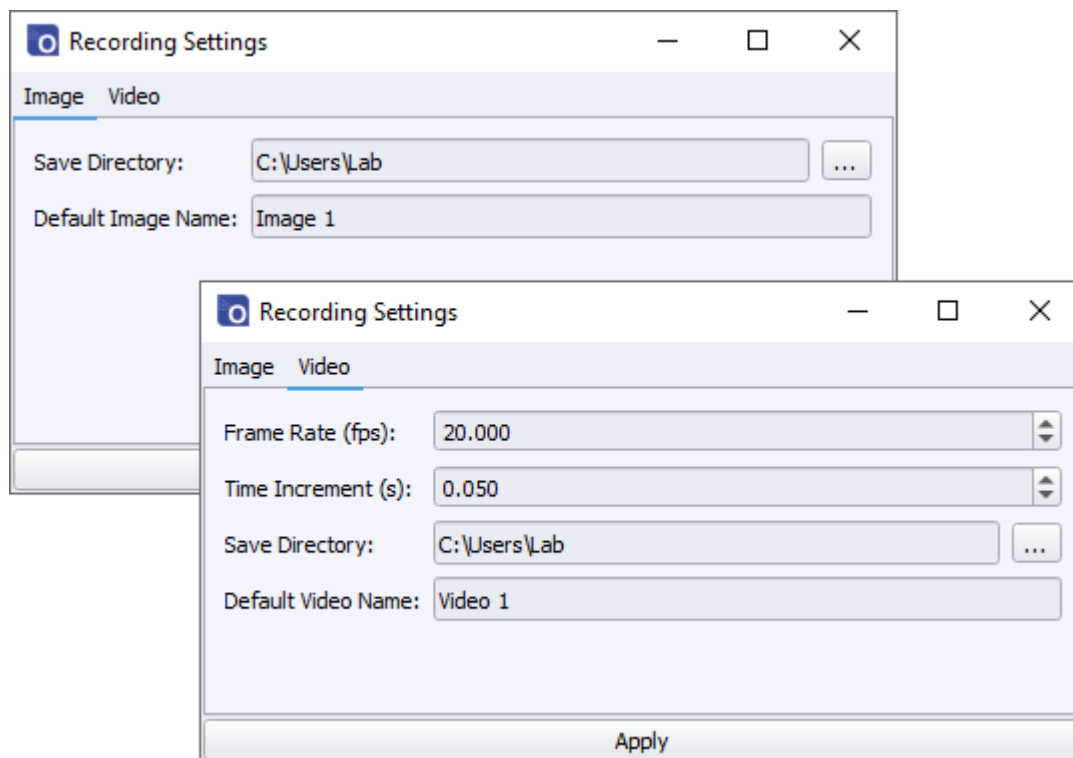 Recording Settings
Image Video
Save Directory: C:\Users\Lab ...
Default Image Name: Image 1
Recording Settings
Image Video
Frame Rate (fps): 20.000
Time Increment (s): 0.050
Save Directory: C:\Users\Lab ...
Default Video Name: Video 1
Apply